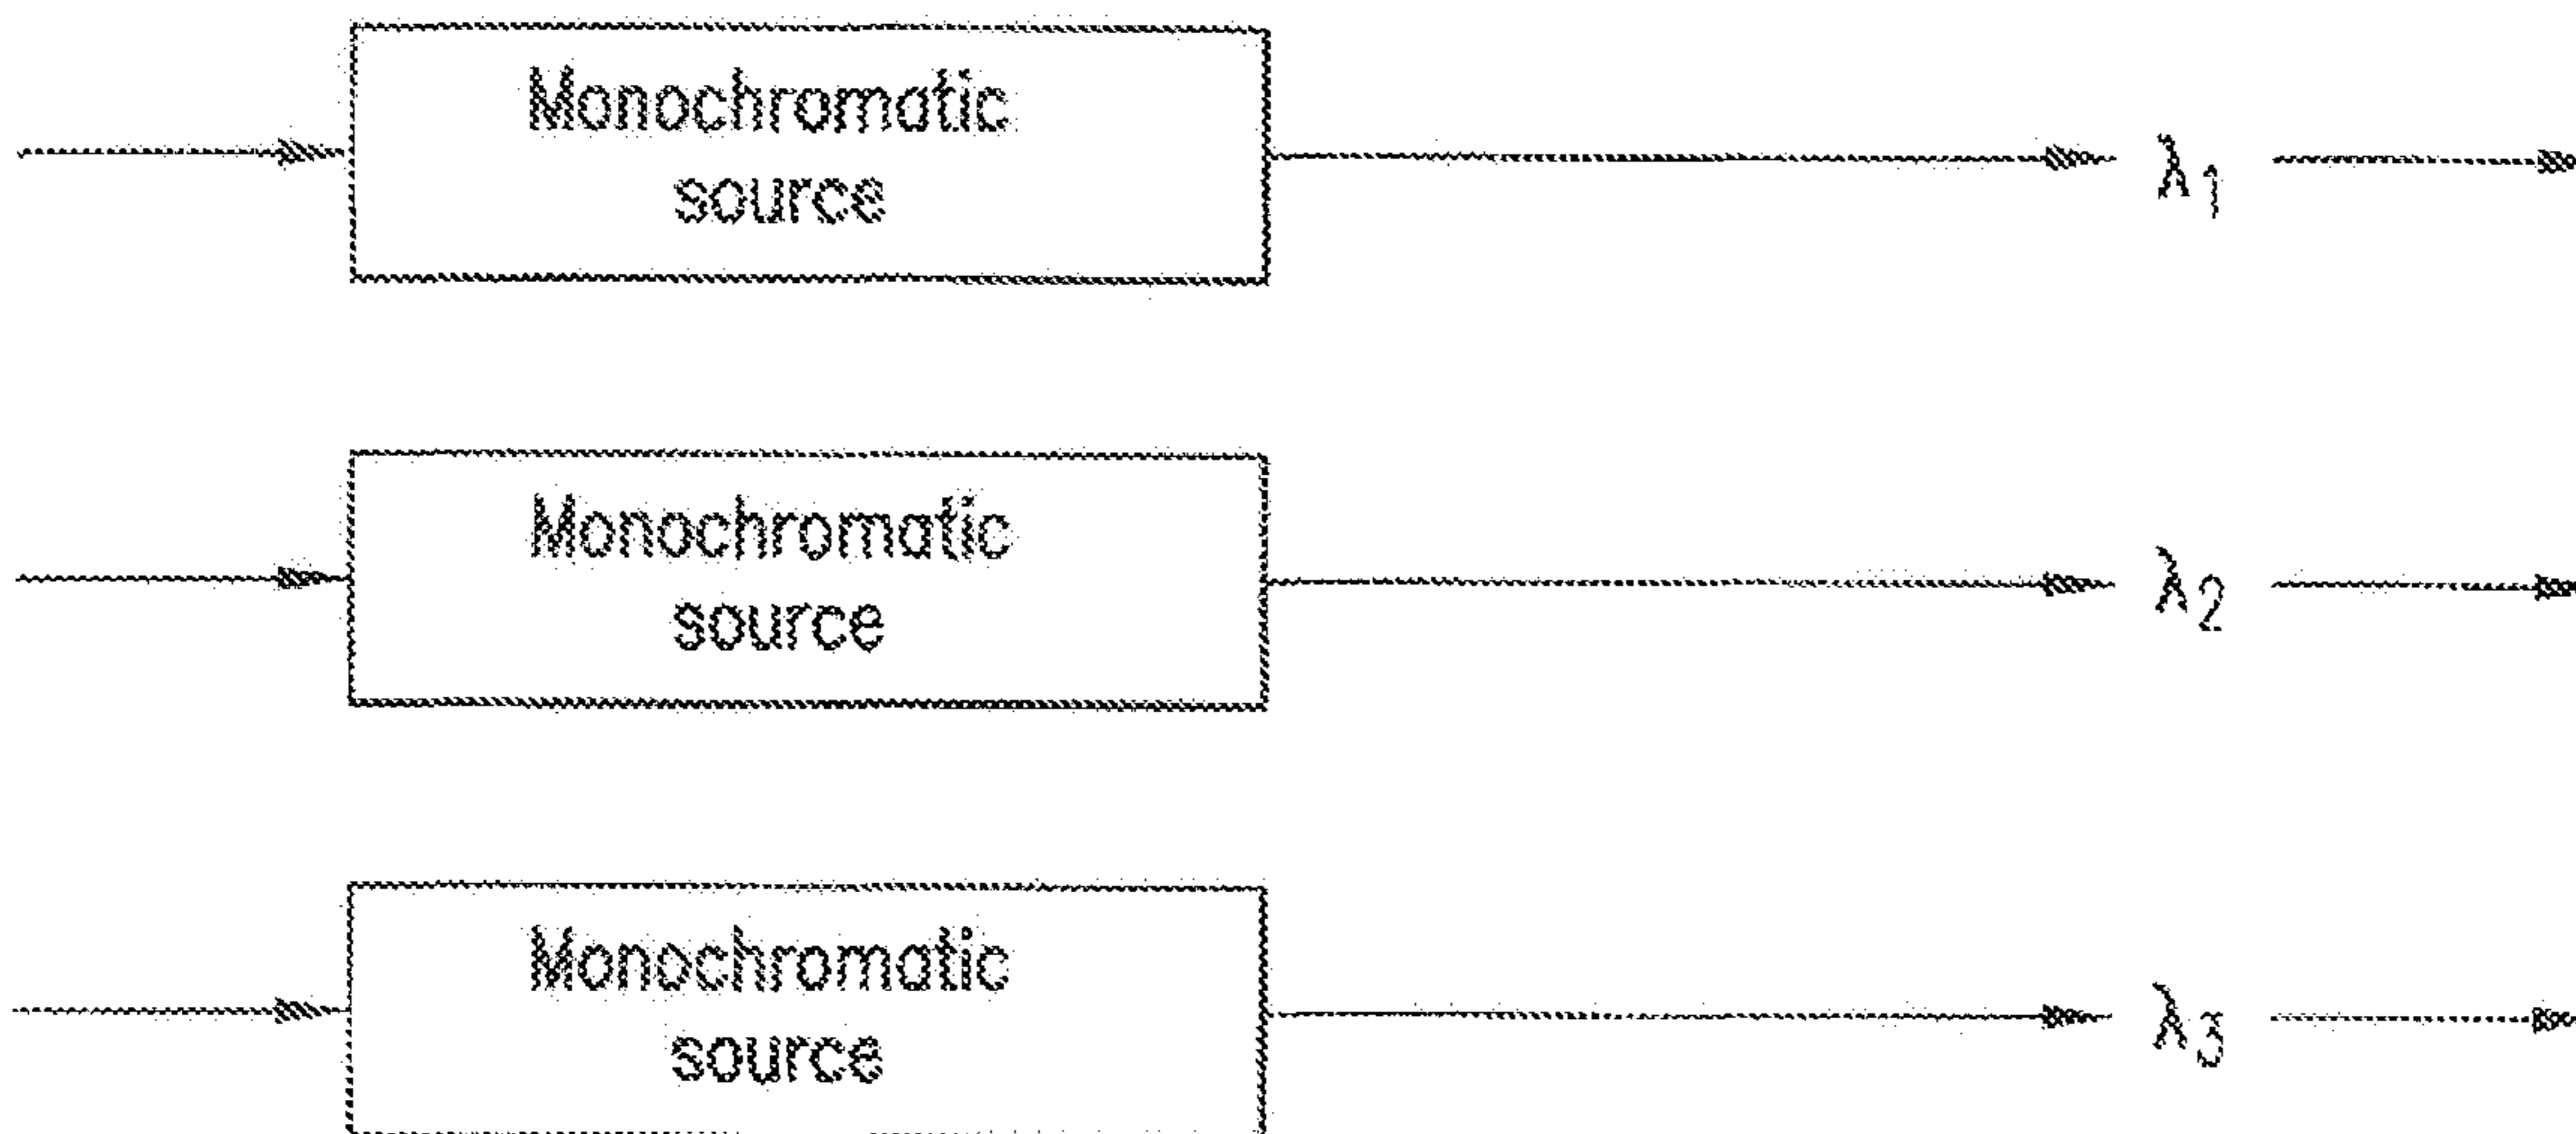 Monochromatic
source
λ1
Monochromatic
source
λ2
Monochromatic
source
λ3